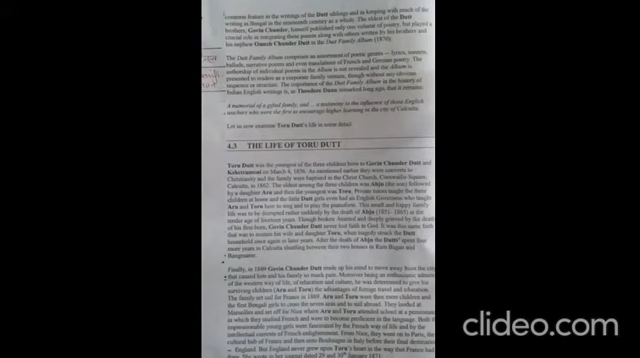 common feature in the writings of the Dutt siblings and in keeping with much of the
writing in Bengal in the nineteenth century as a whole. The eldest of the Dutt
brothers, Govin Chunder, himself published only one volume of poetry, but played a
crucial role in integrating these poems along with others written by his brothers and
his nephew Omesh Chunder Dutt in the Dutt Family Album (1870).
The Dutt Family Album comprises an assortment of poetic genres – lyrics, sonnets,
ballads, narrative poems and even translations of French and German poetry. The
authorship of individual poems in the Album is not revealed and the Album is
presented to readers as a corporate family venture, though without any obvious
sequence or structure. The importance of the Dutt Family Album in the history of
Indian English writings is, as Theodore Dunn remarked long ago, that it remains:
A memorial of a gifted family, and ... a testimony to the influence of those English
teachers who were the first to encourage higher learning in the city of Calcutta.
Let us now examine Toru Dutt's life in some detail.
4.3 THE LIFE OF TORU DUTT
Toru Dutt was the youngest of the three children born to Govin Chunder Dutt and
on March 4, 1856. As mentioned earlier they were converts to
Christianity and the family were baptised in the Christ Church, Cornwallis Square,
Calcutta, in 1862. The eldest among the three children was Abju (the son) followed
by a daughter Aru and then the youngest was Toru. Private tutors taught the three
children at home and the little Dutt girls even had an English Governess who taught
Aru and Toru how to sing and to play the pianoforte. This small and happy family
life was to be disrupted rather suddenly by the death of Abju (1851- 1865) at the
tender age of fourteen years. Though broken- hearted and deeply grieved by the death
of his first born, Govin Chunder Dutt never lost faith in God. It was this same faith
that was to sustain his wife and daughter Toru, when tragedy struck the Dutt
household once again in later years. After the death of Abju the Dutts' spent four
more years in Calcutta shuttling between their two houses in Ram Bagan and
Baugmaree.
Finally, in 1869 Govin Chunder Dutt made up his mind to move away from the city
that caused him and his family so much pain. Moreover being an enthusiastic admirer
of the western way of life, of education and culture, he was determined to give his
surviving children (Aru and Toru) the advantages of foreign travel and education.
The family set sail for France in 1869. Aru and Toru were then mere children and
the first Bengali girls to cross the seven seas and to sail abroad. They landed at
Marseilles and set off for Nice where Aru and Toru attended school at a pensionnat
in which they studied French and were to become proficient in the language. Both the
impressionable young girls were fascinated by the French way of life and by the
intellectual currents of French enlightenment. From Nice, they went on to Paris, the
cultural hub of France and then onto Boulougne in Italy before their final destination
– England. But England never grew upon Toru's heart in the way that France had
She wrote in her journal dated 29 and 30th January 1871
clideo.com